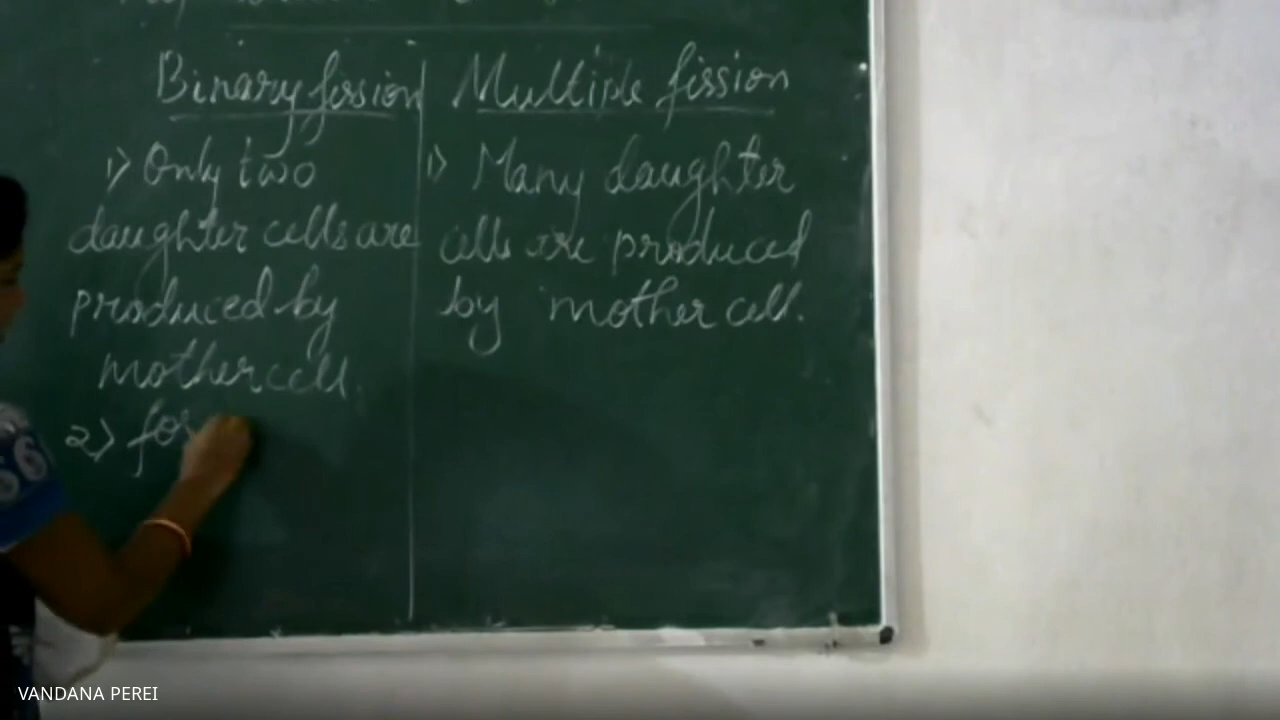 Binary fission
1) Only two
daughter cells are
produced by
mother cell.
2) for
Multiple fission
1) Many daughter
cells are produced
by mother cell.
VANDANA PEREI